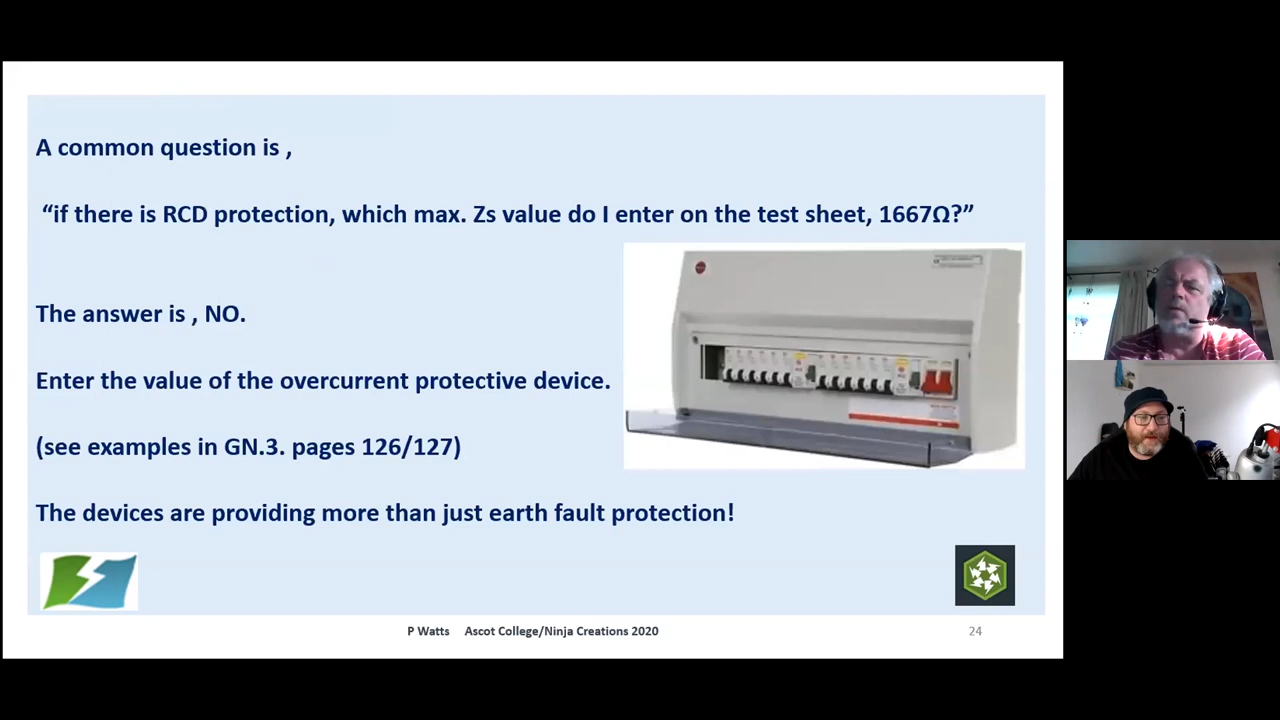 A common question is ,
“if there is RCD protection, which max. Zs value do I enter on the test sheet, 1667Ω?”
The answer is , NO.
Enter the value of the overcurrent protective device.
(see examples in GN.3. pages 126/127)
The devices are providing more than just earth fault protection!
P Watts Ascot College/Ninja Creations 2020
24